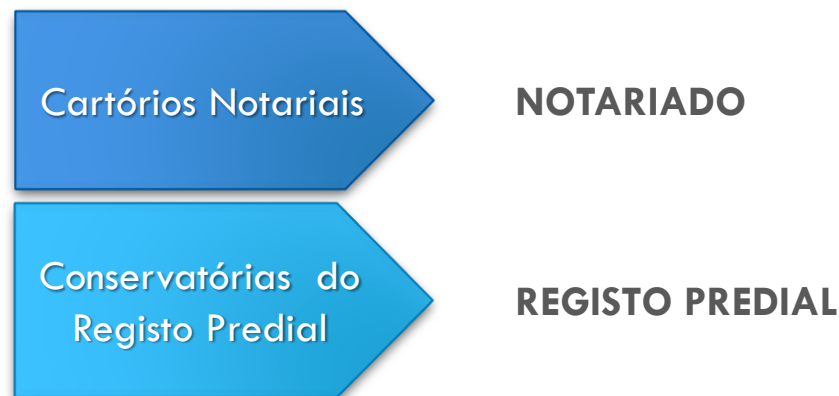 Cartórios Notariais
NOTARIADO
Conservatórias do
Registo Predial
REGISTO PREDIAL